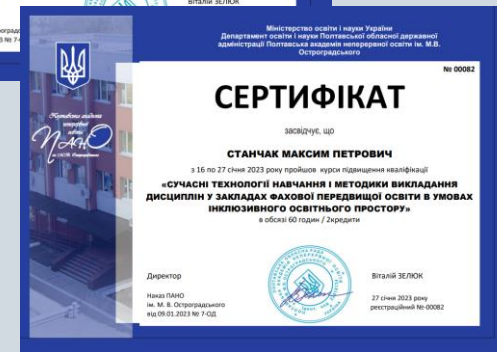 Віталій ЗЕЛЮК
Міністерство освіти і науки України
Департамент освіти і науки Полтавської обласної державної
адміністрації Полтавська академія неперервної освіти ім. М.В.
Остроградського
№ 00082
СЕРТИФІКАТ
засвідчує, що
СТАНЧАК МАКСИМ ПЕТРОВИЧ
з 16 по 27 січня 2023 року пройшов курси підвищення кваліфікації
«СУЧАСНІ ТЕХНОЛОГІЇ НАВЧАННЯ І МЕТОДИКИ ВИКЛАДАННЯ
ДИСЦИПЛІН У ЗАКЛАДАХ ФАХОВОЇ ПЕРЕДВИЩОЇ ОСВІТИ В УМОВАХ
ІНКЛЮЗИВНОГО ОСВІТНЬОГО ПРОСТОРУ»
в обсязі 60 годин / 2кредити
ПАНО
Директор
Віталій ЗЕЛЮК
Наказ ПАНО
ім. М. В. Остроградського
від 09.01.2023 № 7-ОД
27 січня 2023 року
реєстраційний №00082